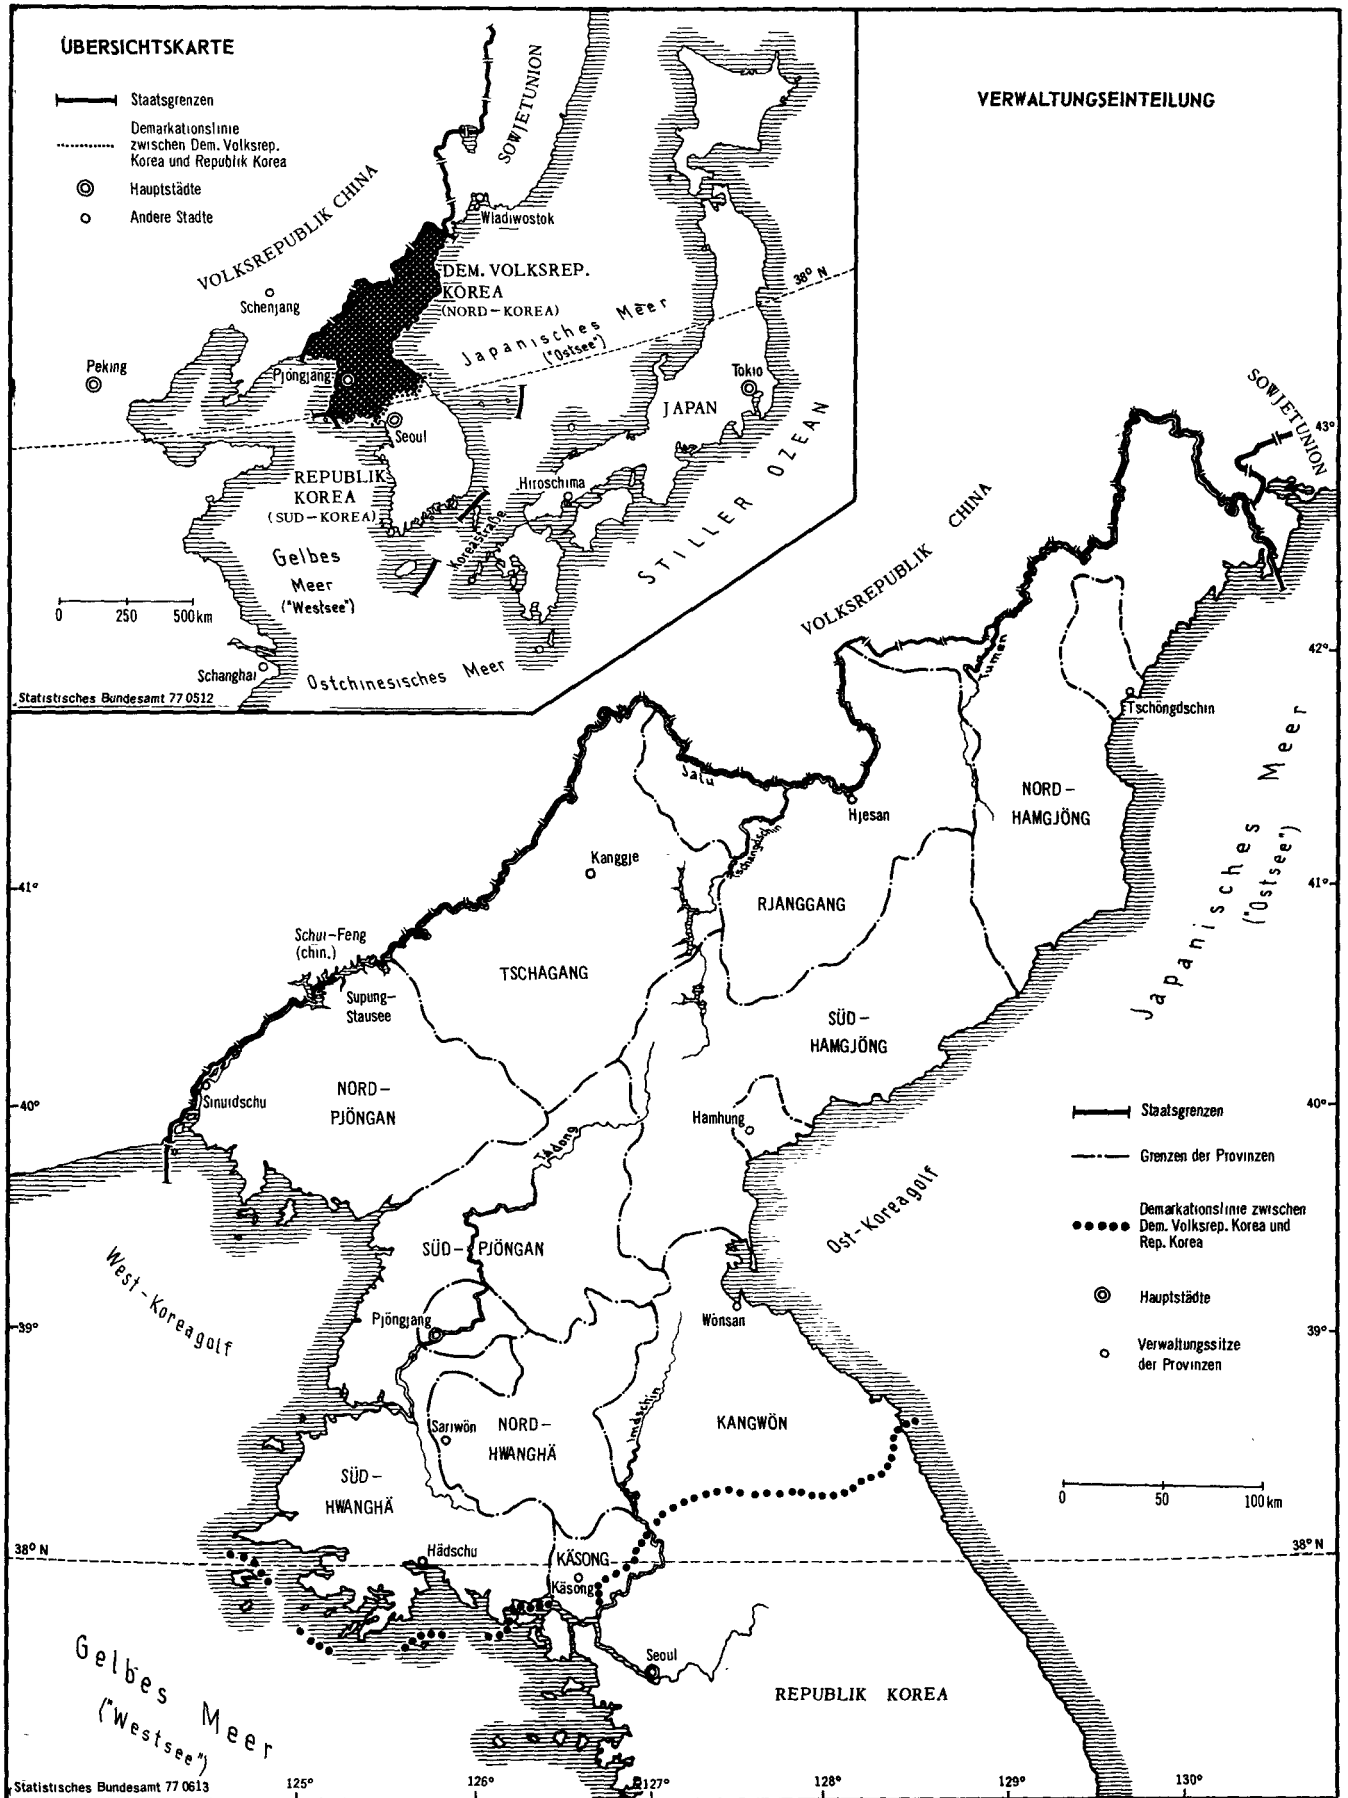 ÜBERSICHTSKARTE
Staatsgrenzen
Demarkationslinie
zwischen Dem. Volksrep.
Korea und Republik Korea
Hauptstädte
Andere Stadte
VOLKSREPUBLIK CHINA
SOWJETUNION
Wladiwostok
Schenjang
Peking
DEM. VOLKSREP.
KOREA
(NORD-KOREA)
Japanisches Meer
("Ostsee")
38° N
Pjöngjang
Seoul
Tokio
JAPAN
REPUBLIK
KOREA
(SUD-KOREA)
Hiroschima
Koreastraße
STILLER OZEAN
Gelbes
Meer
("Westsee")
0 250 500 km
Schanghai
Ostchinesisches Meer
Statistisches Bundesamt 77 0512
VERWALTUNGSEINTEILUNG
SOWJETUNION
43°
VOLKSREPUBLIK CHINA
42°
Tumen
Tschöngdschin
Jalu
Hjesan
NORD-
HAMGJÖNG
Japanisches Meer
("Ostsee")
Tschangdschin
Kanggje
41°
41°
RJANGGANG
Schui-Feng
(chin.)
Supung-
Stausee
TSCHAGANG
SÜD-
HAMGJÖNG
Sinuidschu
NORD-
PJÖNGAN
40°
40°
Hamhung
Tädong
Staatsgrenzen
Grenzen der Provinzen
Demarkationslinie zwischen
Dem. Volksrep. Korea und
Rep. Korea
Hauptstädte
Verwaltungssitze
der Provinzen
Ost-Koreagolf
West-Koreagolf
SÜD-PJÖNGAN
Pjöngjang
39°
39°
Wönsan
Imdschin
Sariwön
NORD-
HWANGHÄ
KANGWÖN
SÜD-
HWANGHÄ
0 50 100 km
38° N
38° N
Hädschu
KÄSONG
Käsong
Seoul
REPUBLIK KOREA
Gelbes Meer
("Westsee")
Statistisches Bundesamt 77 0613
125° 126° 127° 128° 129° 130°